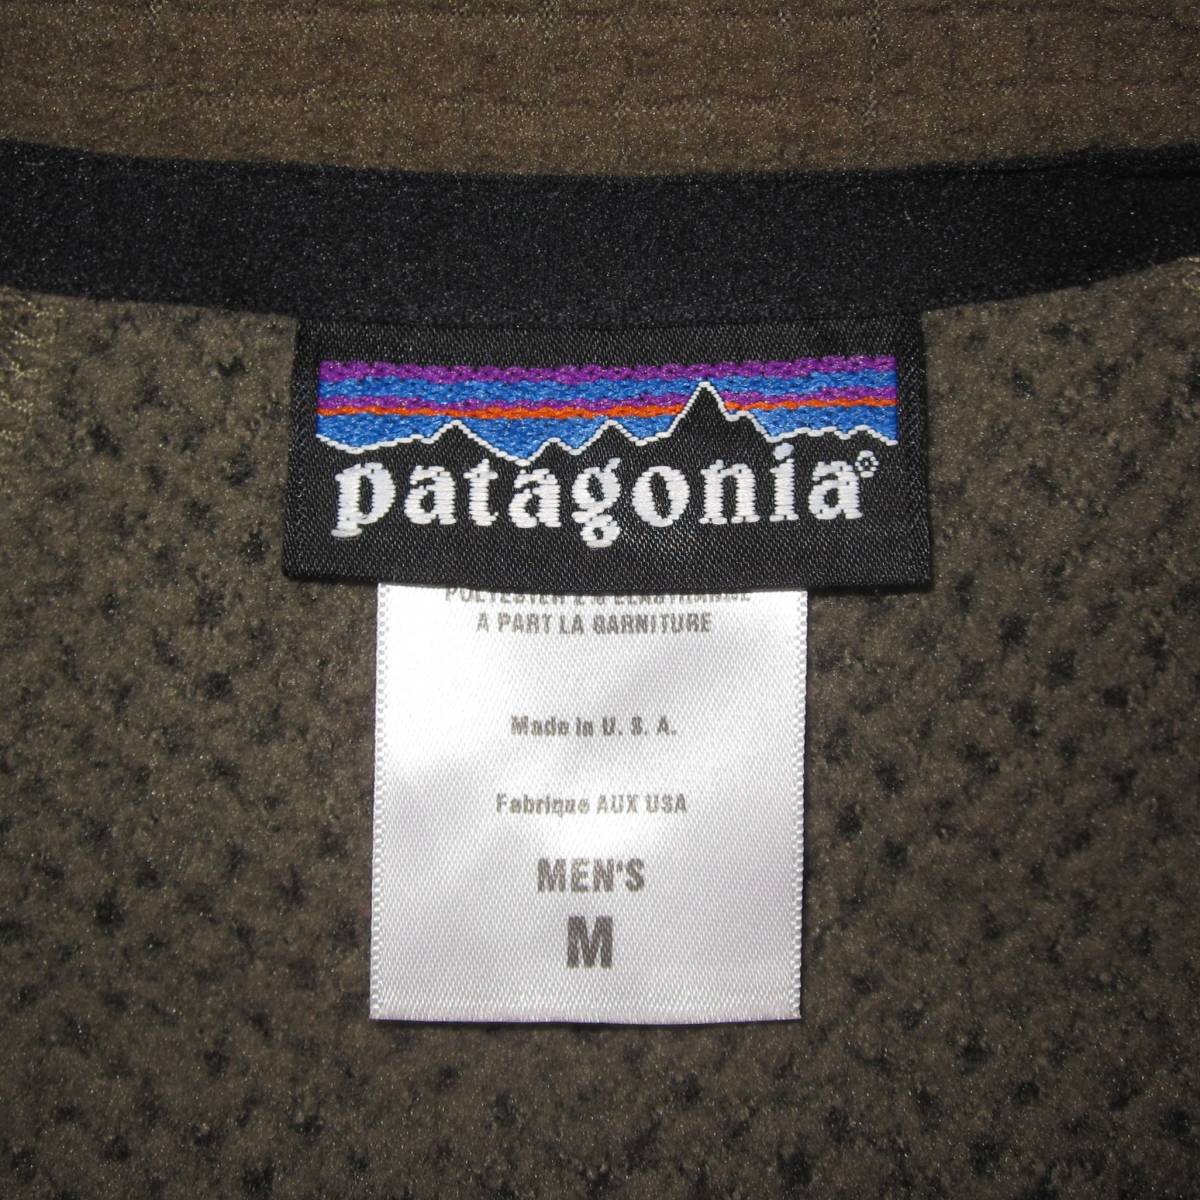 patagonia®
A PART LA GARNITURE
Made in U. S. A.
Fabrique AUX USA
MEN'S
M